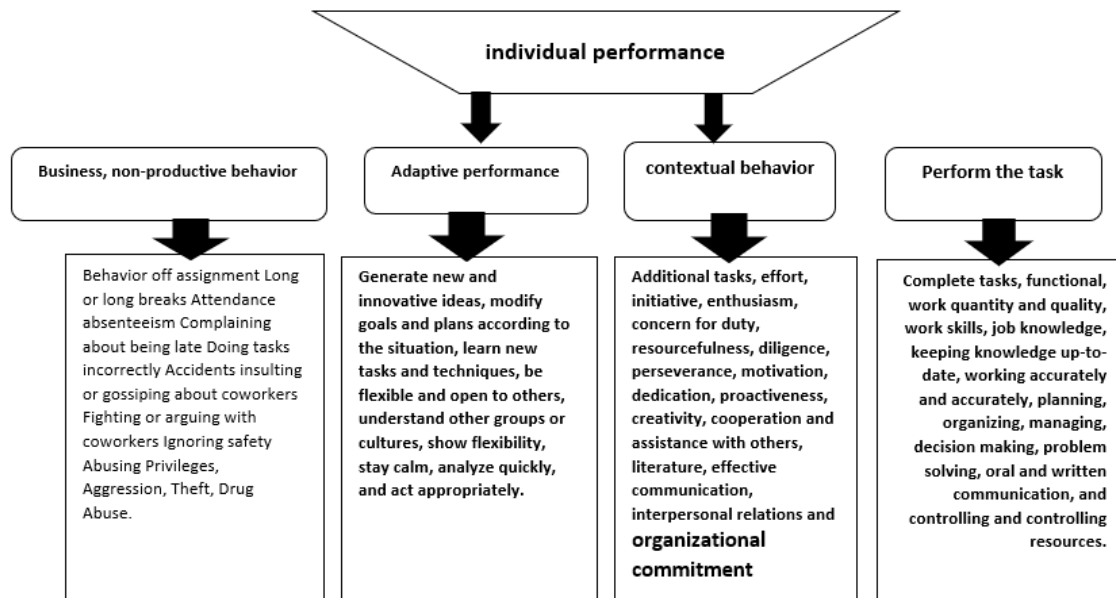 individual performance
Business, non-productive behavior
Adaptive performance
contextual behavior
Perform the task
Behavior off assignment Long
or long breaks Attendance
absenteeism Complaining
about being late Doing tasks
incorrectly Accidents insulting
or gossiping about coworkers
Fighting or arguing with
coworkers Ignoring safety
Abusing Privileges,
Aggression, Theft, Drug
Abuse.
Generate new and
innovative ideas, modify
goals and plans according to
the situation, learn new
tasks and techniques, be
flexible and open to others,
understand other groups or
cultures, show flexibility,
stay calm, analyze quickly,
and act appropriately.
Additional tasks, effort,
initiative, enthusiasm,
concern for duty,
resourcefulness, diligence,
perseverance, motivation,
dedication, proactiveness,
creativity, cooperation and
assistance with others,
literature, effective
communication,
interpersonal relations and
organizational
commitment
Complete tasks, functional,
work quantity and quality,
work skills, job knowledge,
keeping knowledge up-to-
date, working accurately
and accurately, planning,
organizing, managing,
decision making, problem
solving, oral and written
communication, and
controlling and controlling
resources.